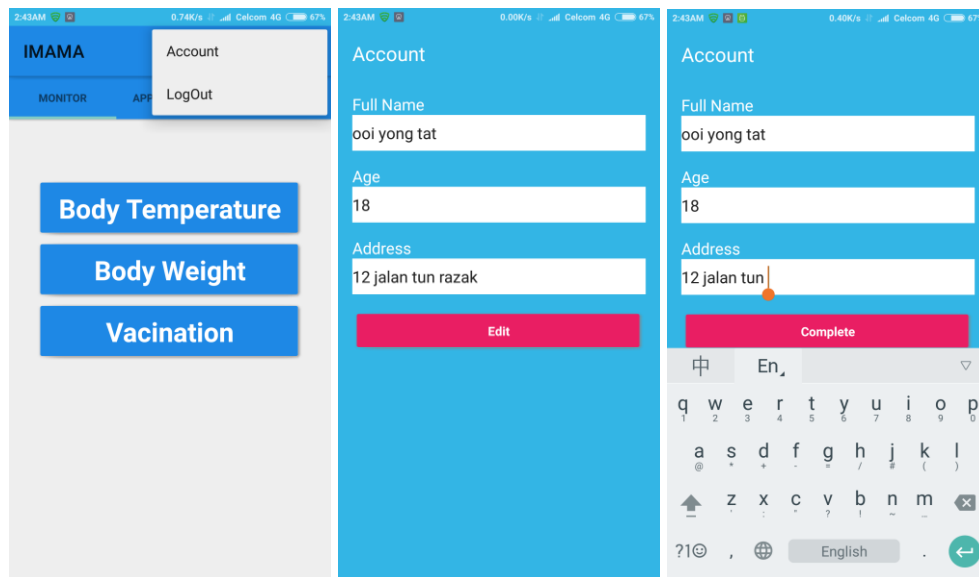 2:43AM 0.74K/s Celcom 4G 67%
IMAMA
Account
LogOut
MONITOR APP
Body Temperature
Body Weight
Vacination
2:43AM 0.00K/s Celcom 4G 67%
Account
Full Name
ooi yong tat
Age
18
Address
12 jalan tun razak
Edit
2:43AM 0.40K/s Celcom 4G 67
Account
Full Name
ooi yong tat
Age
18
Address
12 jalan tun
Complete
中 En
q w e r t y u i o p
1 2 3 4 5 6 7 8 9 0
a s d f g h j k l
@ * + - = / # ( )
z x c v b n m
' : " ? ! ~ …
?1☺ , English .